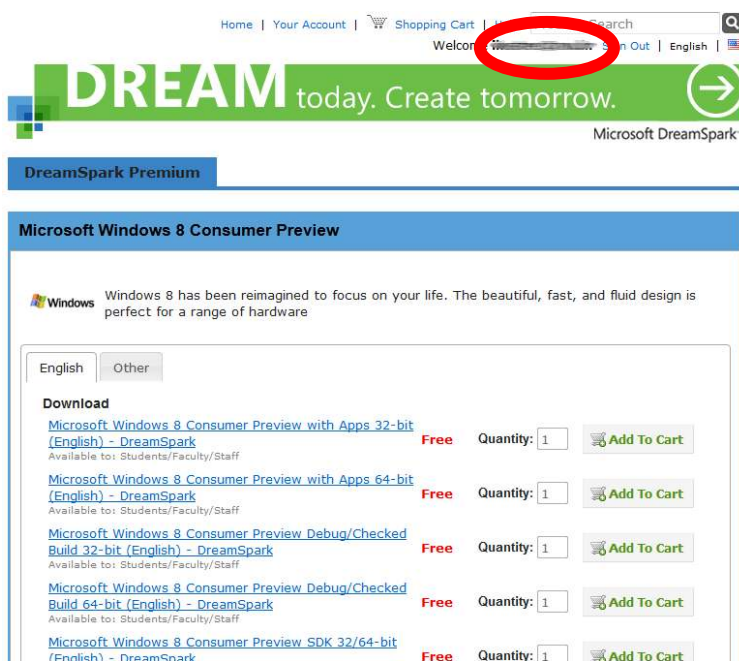 Home | Your Account | Shopping Cart | Search
Welcome Sign Out | English |
DREAM today. Create tomorrow.
Microsoft DreamSpark
DreamSpark Premium
Microsoft Windows 8 Consumer Preview
Windows
Windows 8 has been reimagined to focus on your life. The beautiful, fast, and fluid design is
perfect for a range of hardware
English Other
Download
Microsoft Windows 8 Consumer Preview with Apps 32-bit
(English) - DreamSpark Free Quantity: 1 Add To Cart
Available to: Students/Faculty/Staff
Microsoft Windows 8 Consumer Preview with Apps 64-bit
(English) - DreamSpark Free Quantity: 1 Add To Cart
Available to: Students/Faculty/Staff
Microsoft Windows 8 Consumer Preview Debug/Checked
Build 32-bit (English) - DreamSpark Free Quantity: 1 Add To Cart
Available to: Students/Faculty/Staff
Microsoft Windows 8 Consumer Preview Debug/Checked
Build 64-bit (English) - DreamSpark Free Quantity: 1 Add To Cart
Available to: Students/Faculty/Staff
Microsoft Windows 8 Consumer Preview SDK 32/64-bit
(English) - DreamSpark Free Quantity: 1 Add To Cart